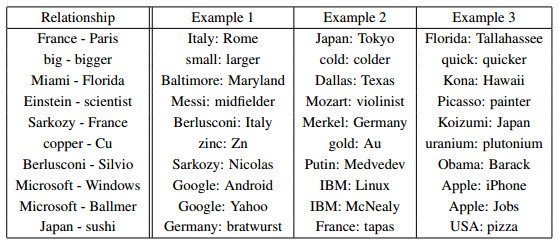 Relationship Example 1 Example 2 Example 3
France - Paris Italy: Rome Japan: Tokyo Florida: Tallahassee
big - bigger small: larger cold: colder quick: quicker
Miami - Florida Baltimore: Maryland Dallas: Texas Kona: Hawaii
Einstein - scientist Messi: midfielder Mozart: violinist Picasso: painter
Sarkozy - France Berlusconi: Italy Merkel: Germany Koizumi: Japan
copper - Cu zinc: Zn gold: Au uranium: plutonium
Berlusconi - Silvio Sarkozy: Nicolas Putin: Medvedev Obama: Barack
Microsoft - Windows Google: Android IBM: Linux Apple: iPhone
Microsoft - Ballmer Google: Yahoo IBM: McNealy Apple: Jobs
Japan - sushi Germany: bratwurst France: tapas USA: pizza